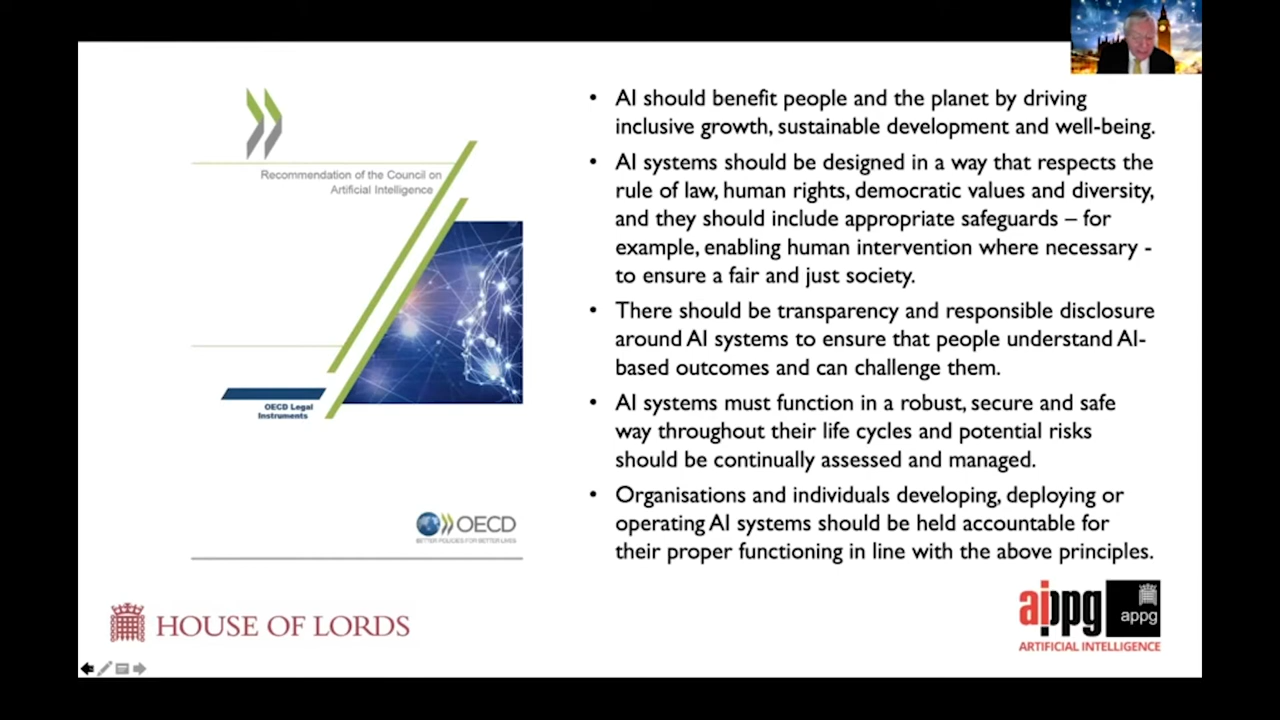 Recommendation of the Council on
Artificial Intelligence
OECD Legal
Instruments
OECD
BETTER POLICIES FOR BETTER LIVES
HOUSE OF LORDS
• AI should benefit people and the planet by driving
inclusive growth, sustainable development and well-being.
• AI systems should be designed in a way that respects the
rule of law, human rights, democratic values and diversity,
and they should include appropriate safeguards – for
example, enabling human intervention where necessary -
to ensure a fair and just society.
• There should be transparency and responsible disclosure
around AI systems to ensure that people understand AI-
based outcomes and can challenge them.
• AI systems must function in a robust, secure and safe
way throughout their life cycles and potential risks
should be continually assessed and managed.
• Organisations and individuals developing, deploying or
operating AI systems should be held accountable for
their proper functioning in line with the above principles.
aippg
appg
ARTIFICIAL INTELLIGENCE